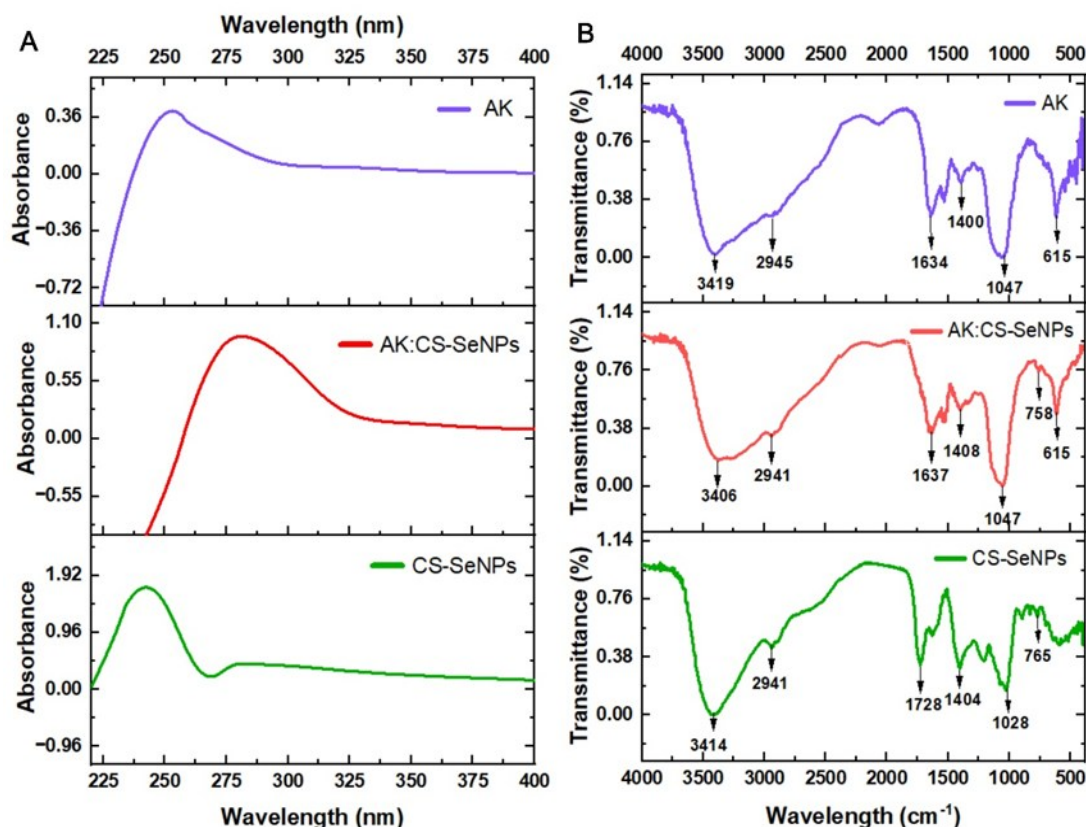 A
Wavelength (nm)
225 250 275 300 325 350 375 400
Absorbance
0.36
0.00
−0.36
−0.72
AK
Absorbance
1.10
0.55
0.00
−0.55
AK:CS-SeNPs
Absorbance
1.92
0.96
0.00
−0.96
CS-SeNPs
225 250 275 300 325 350 375 400
Wavelength (nm)
B
4000 3500 3000 2500 2000 1500 1000 500
Transmittance (%)
1.14
0.76
0.38
0.00
AK
3419
2945
1634
1400
1047
615
Transmittance (%)
1.14
0.76
0.38
0.00
AK:CS-SeNPs
3406
2941
1637
1408
1047
758
615
Transmittance (%)
1.14
0.76
0.38
0.00
CS-SeNPs
3414
2941
1728
1404
1028
765
4000 3500 3000 2500 2000 1500 1000 500
Wavelength (cm⁻¹)